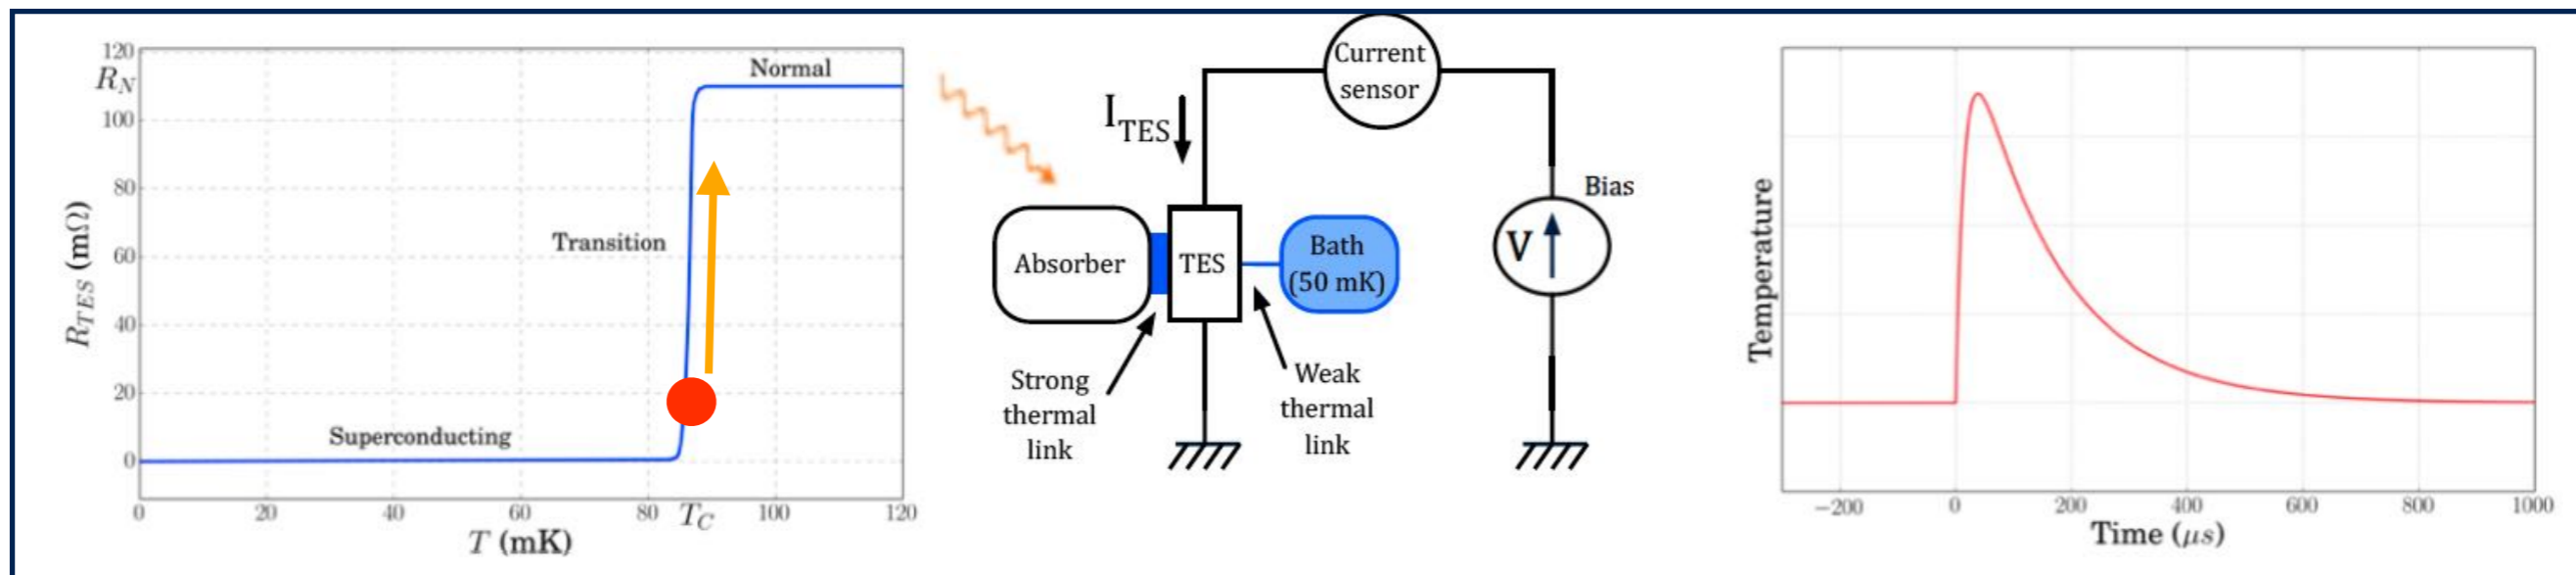 120
R_N
100
80
60
40
20
0
R_TES (mΩ)
Normal
Transition
Superconducting
0
20
40
60
80
T_C
100
120
T (mK)
Current
sensor
I_TES
Bias
V
Absorber
TES
Bath
(50 mK)
Strong
thermal
link
Weak
thermal
link
Temperature
−200
0
200
400
600
800
1000
Time (μs)